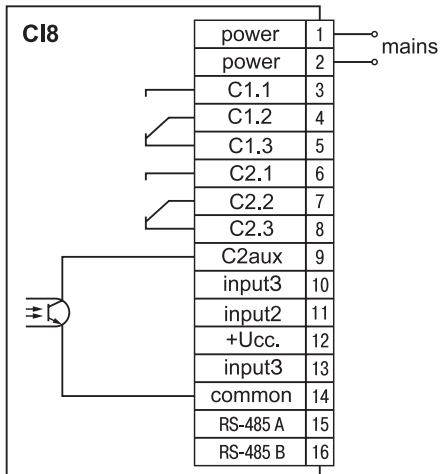 CI8
power 1
mains
power 2
C1.1 3
C1.2 4
C1.3 5
C2.1 6
C2.2 7
C2.3 8
C2aux 9
input3 10
input2 11
+Ucc. 12
input3 13
common 14
RS-485 A 15
RS-485 B 16